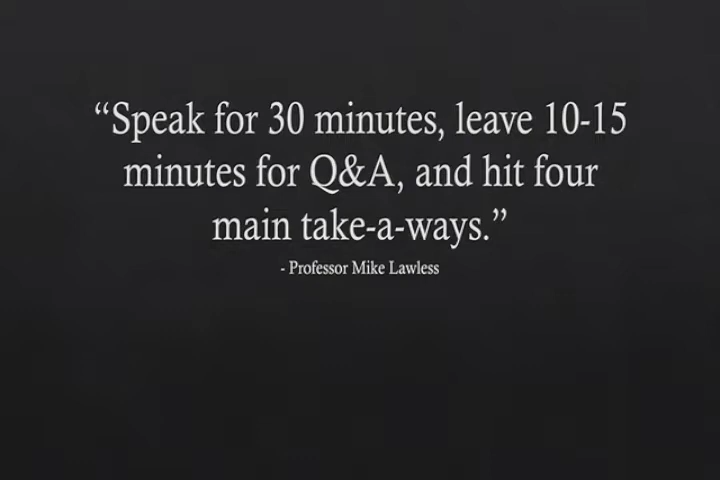 “Speak for 30 minutes, leave 10-15
minutes for Q&A, and hit four
main take-a-ways.”
- Professor Mike Lawless